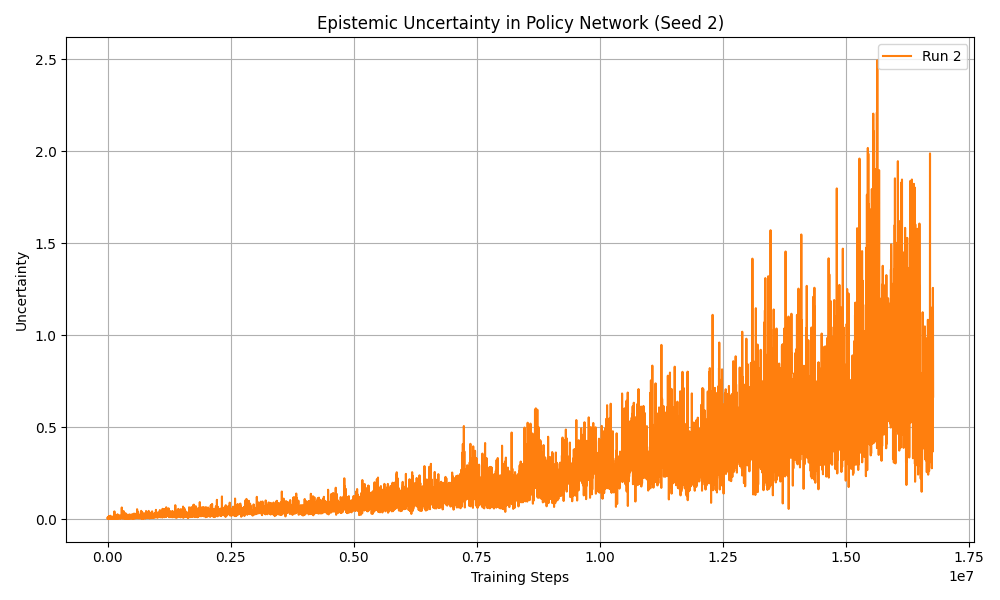 Epistemic Uncertainty in Policy Network (Seed 2)
Run 2
2.5
2.0
1.5
1.0
0.5
0.0
Uncertainty
0.00 0.25 0.50 0.75 1.00 1.25 1.50 1.75
1e7
Training Steps